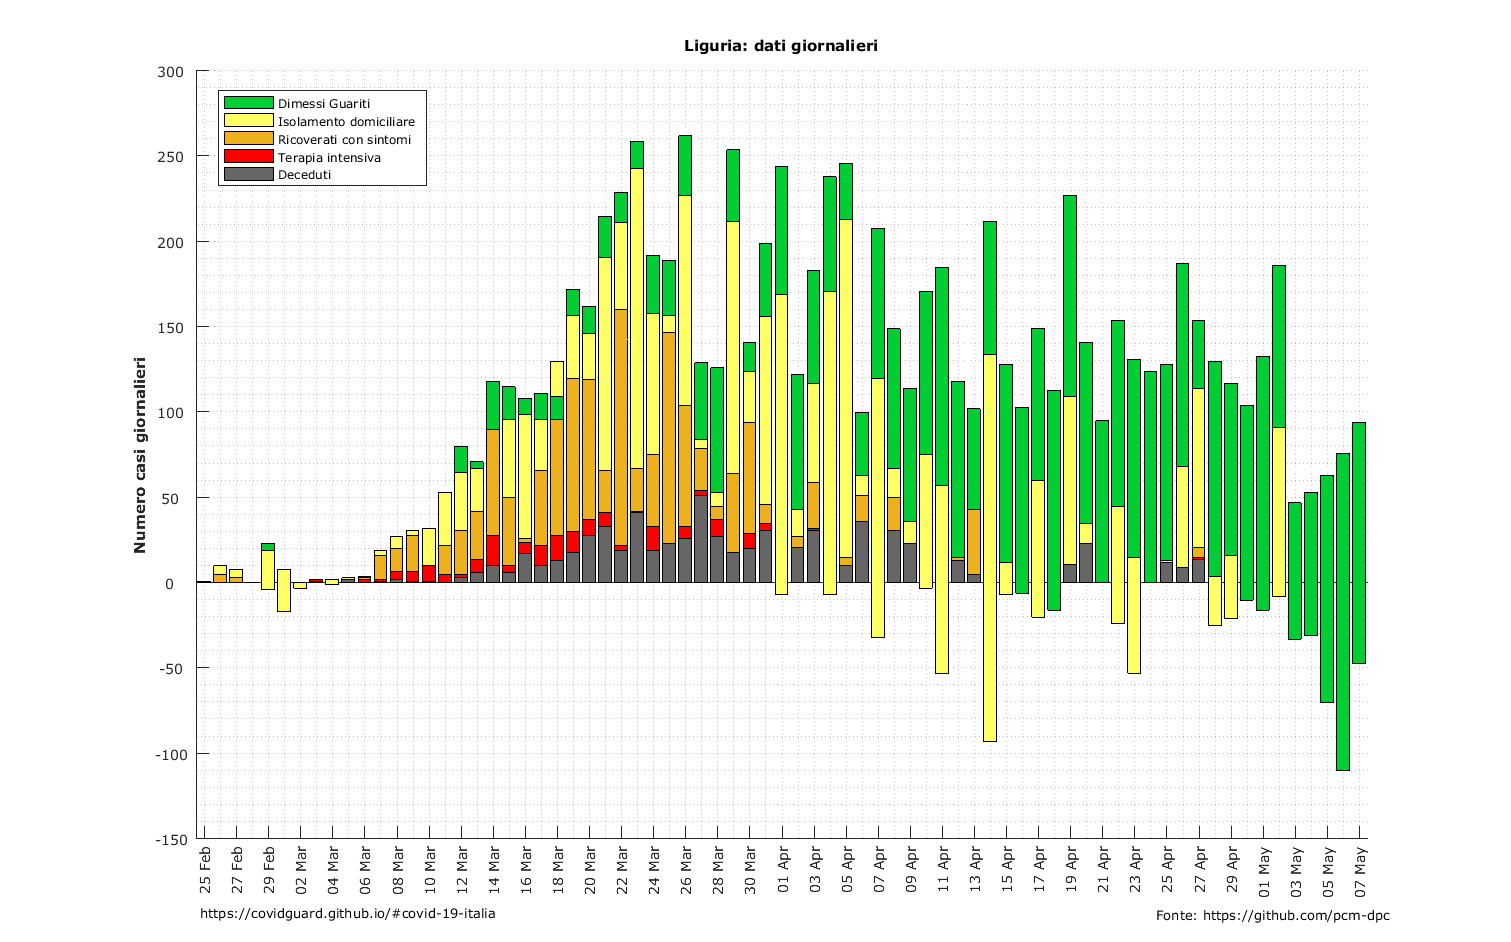 Liguria: dati giornalieri
300
250
200
150
100
50
0
-50
-100
-150
Numero casi giornalieri
Dimessi Guariti
Isolamento domiciliare
Ricoverati con sintomi
Terapia intensiva
Deceduti
25 Feb
27 Feb
29 Feb
02 Mar
04 Mar
06 Mar
08 Mar
10 Mar
12 Mar
14 Mar
16 Mar
18 Mar
20 Mar
22 Mar
24 Mar
26 Mar
28 Mar
30 Mar
01 Apr
03 Apr
05 Apr
07 Apr
09 Apr
11 Apr
13 Apr
15 Apr
17 Apr
19 Apr
21 Apr
23 Apr
25 Apr
27 Apr
29 Apr
01 May
03 May
05 May
07 May
https://covidguard.github.io/#covid-19-italia
Fonte: https://github.com/pcm-dpc